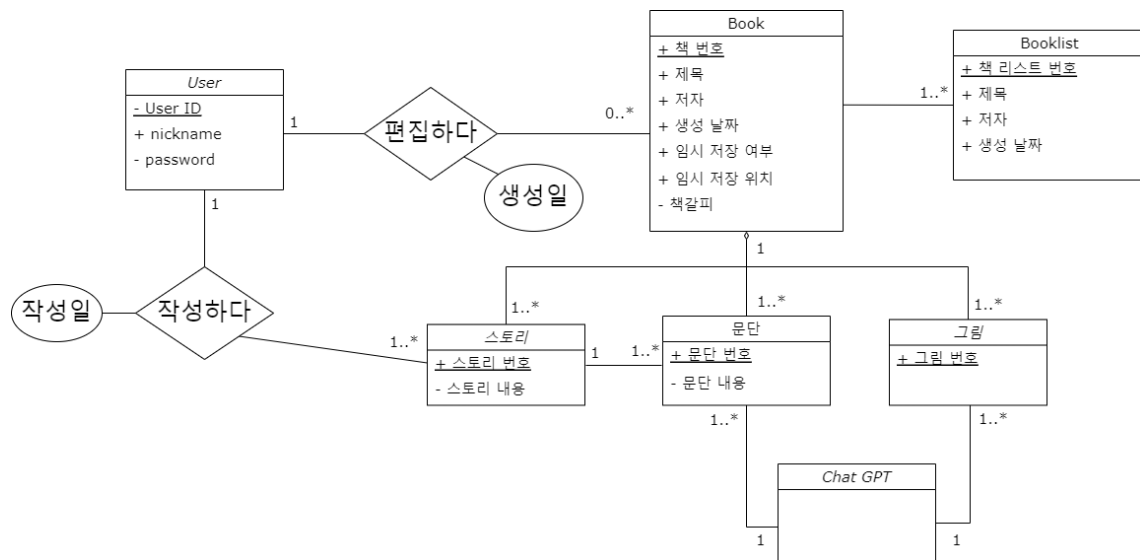 Book
+ 책 번호
+ 제목
+ 저자
+ 생성 날짜
+ 임시 저장 여부
+ 임시 저장 위치
- 책갈피
Booklist
+ 책 리스트 번호
+ 제목
+ 저자
+ 생성 날짜
1..*
User
- User ID
+ nickname
- password
1
편집하다
0..*
생성일
1
작성일
작성하다
1..*
1
1..*
1..*
1..*
스토리
+ 스토리 번호
- 스토리 내용
1
1..*
문단
+ 문단 번호
- 문단 내용
그림
+ 그림 번호
1..*
1..*
Chat GPT
1
1